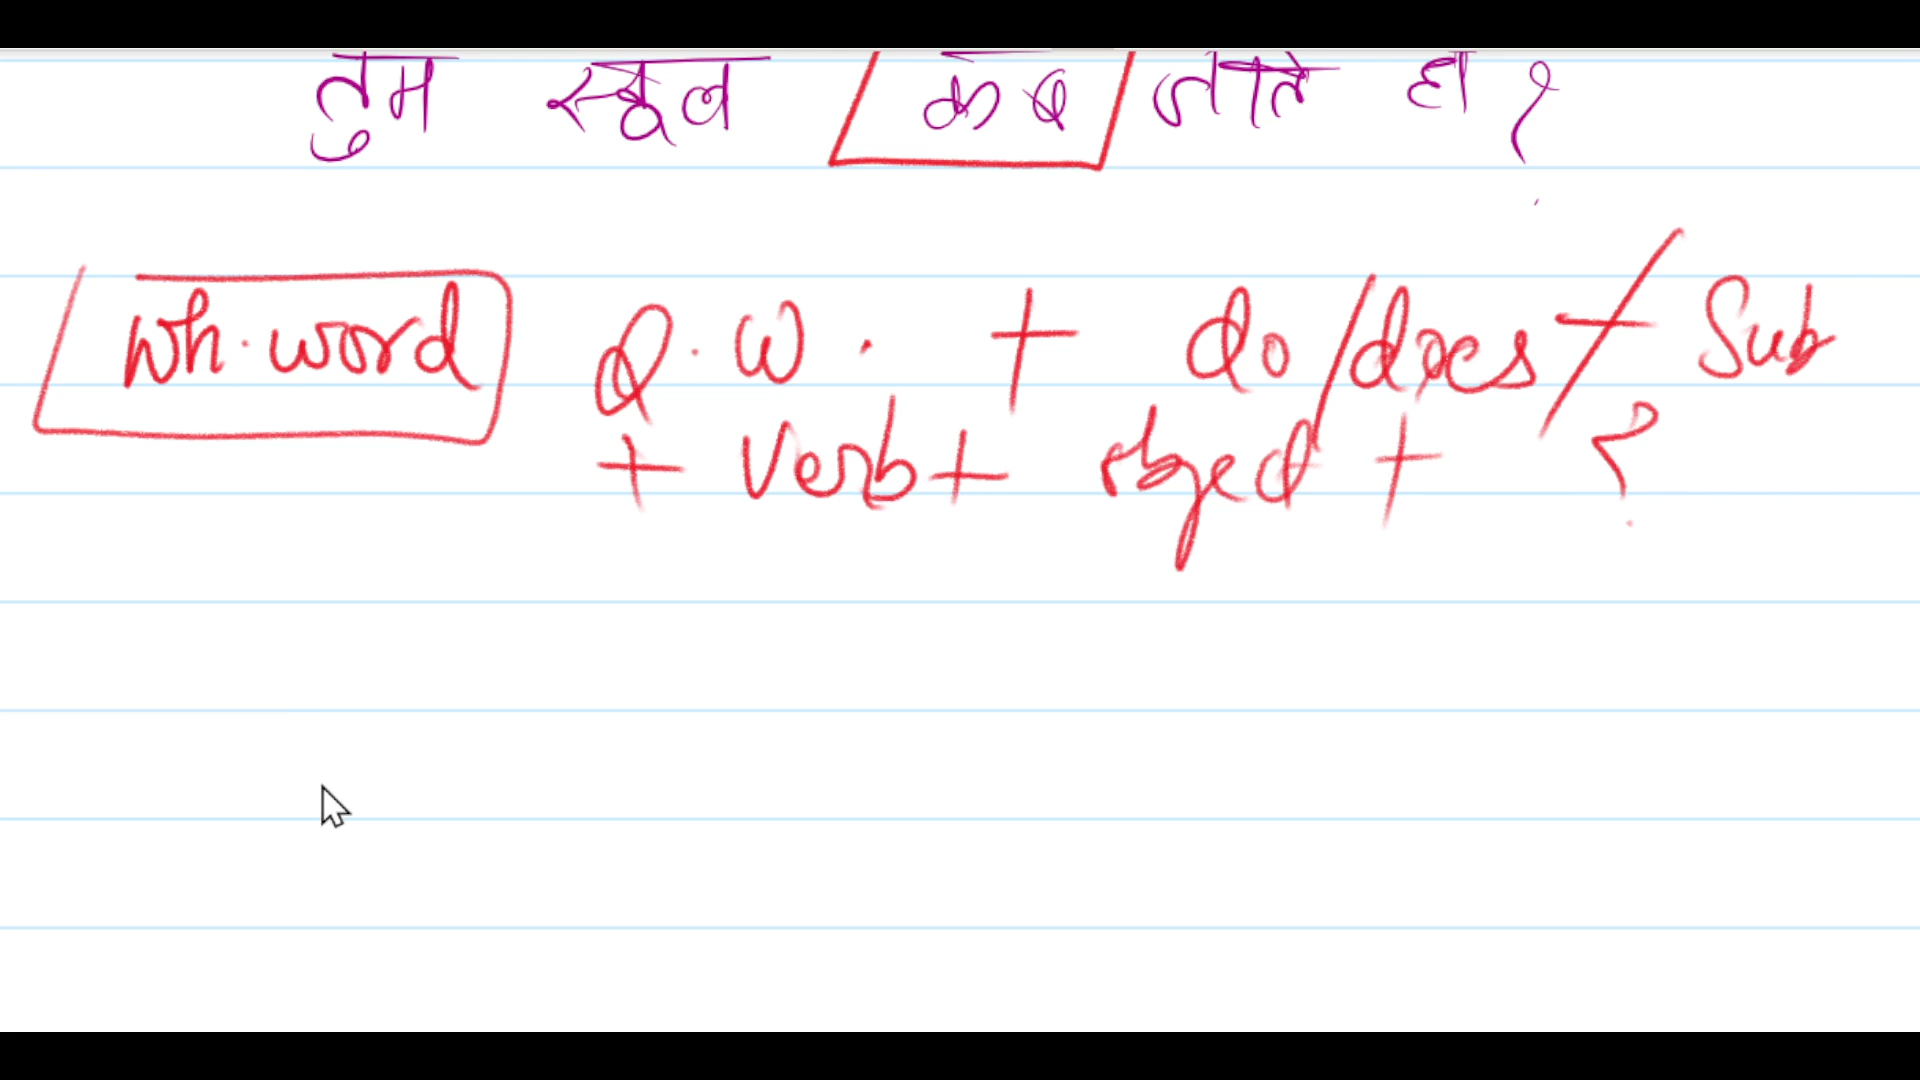 तुम स्कूल कब जाते हो ?
Wh. word Q. W. + do/does + Sub
+ Verb + object + ?